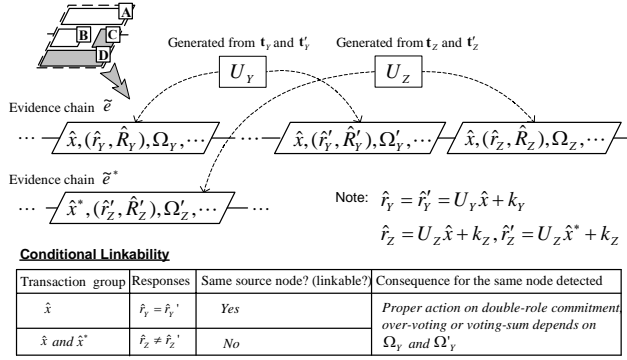 A
B
C
D
Generated from t_Y and t'_Y
Generated from t_Z and t'_Z
U_Y
U_Z
Evidence chain ẽ
··· x̂,(r̂_Y, R̂_Y),Ω_Y,··· ··· x̂,(r̂'_Y, R̂'_Y),Ω'_Y,··· x̂,(r̂_Z, R̂_Z),Ω_Z,···
Evidence chain ẽ*
··· x̂*,(r̂'_Z, R̂'_Z),Ω'_Z,··· ···
Note: r̂_Y = r̂'_Y = U_Y x̂ + k_Y
r̂_Z = U_Z x̂ + k_Z, r̂'_Z = U_Z x̂* + k_Z
Conditional Linkability
Transaction group Responses Same source node? (linkable?) Consequence for the same node detected
x̂ r̂_Y = r̂_Y' Yes Proper action on double-role commitment,
over-voting or voting-sum depends on
Ω_Y and Ω'_Y
x̂ and x̂* r̂_Z ≠ r̂_Z' No